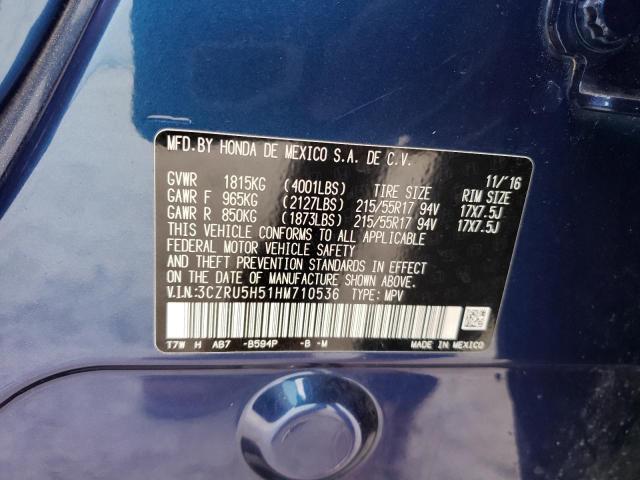 MFD.BY HONDA DE MEXICO S.A. DE C.V.
11/'16
GVWR 1815KG (4001LBS) TIRE SIZE RIM SIZE
GAWR F 965KG (2127LBS) 215/55R17 94V 17X7.5J
GAWR R 850KG (1873LBS) 215/55R17 94V 17X7.5J
THIS VEHICLE CONFORMS TO ALL APPLICABLE
FEDERAL MOTOR VEHICLE SAFETY
AND THEFT PREVENTION STANDARDS IN EFFECT ON
THE DATE OF MANUFACTURE SHOWN ABOVE.
V.I.N:3CZRU5H51HM710536 TYPE: MPV
T7W H AB7 -B594P -B -M MADE IN MEXICO